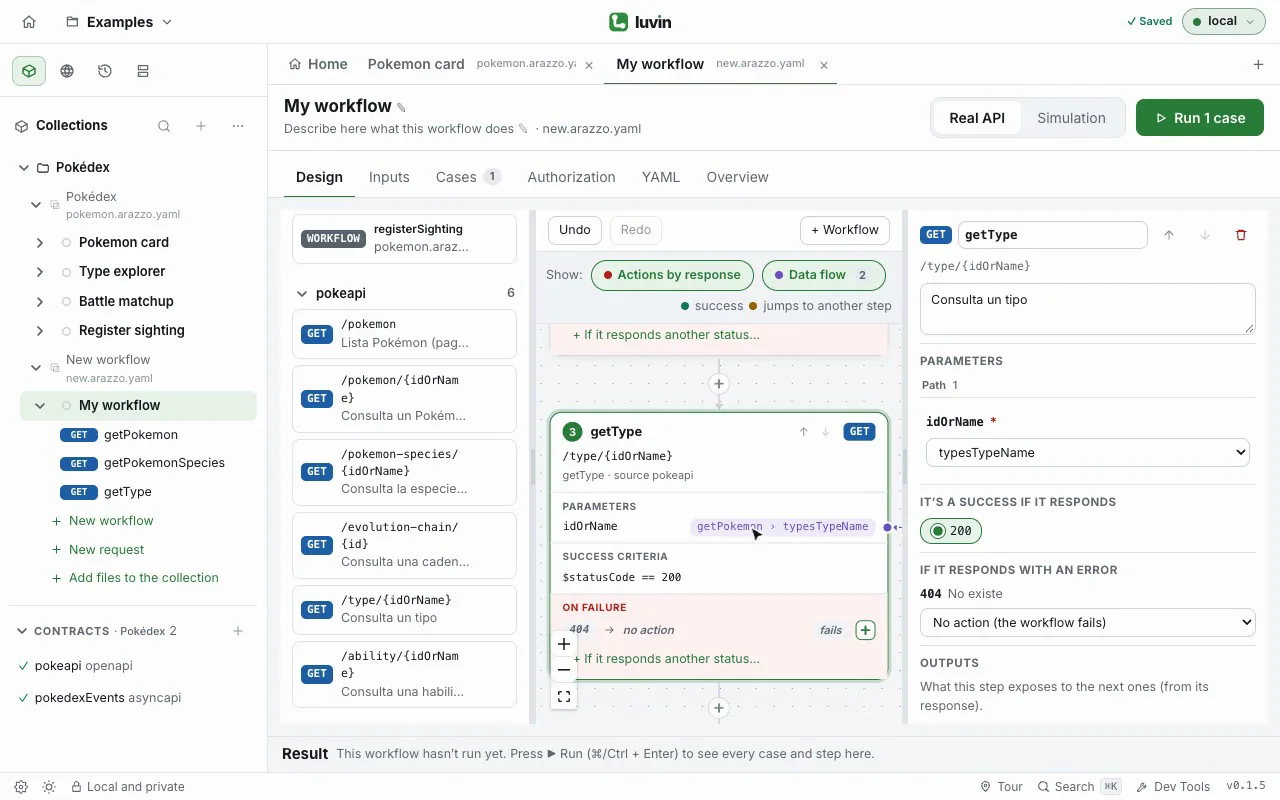 Examples
luvin
Saved
local
Home
Pokemon card pokemon.arazzo.ya
My workflow new.arazzo.yaml
Collections
Pokédex
Pokédex
pokemon.arazzo.yaml
Pokemon card
Type explorer
Battle matchup
Register sighting
New workflow
new.arazzo.yaml
My workflow
GET getPokemon
GET getPokemonSpecies
GET getType
+ New workflow
+ New request
+ Add files to the collection
CONTRACTS · Pokédex 2
pokeapi openapi
pokedexEvents asyncapi
My workflow
Describe here what this workflow does · new.arazzo.yaml
Real API
Simulation
Run 1 case
Design
Inputs
Cases 1
Authorization
YAML
Overview
WORKFLOW registerSighting
pokemon.araz...
pokeapi 6
GET /pokemon
Lista Pokémon (pag...
GET /pokemon/{idOrNam
e}
Consulta un Pokém...
GET /pokemon-species/
{idOrName}
Consulta la especie...
GET /evolution-chain/
{id}
Consulta una caden...
GET /type/{idOrName}
Consulta un tipo
GET /ability/{idOrNam
e}
Consulta una habili...
Undo
Redo
+ Workflow
Show: Actions by response Data flow 2
success jumps to another step
+ If it responds another status...
3 getType GET
/type/{idOrName}
getType · source pokeapi
PARAMETERS
idOrName getPokemon › typesTypeName
SUCCESS CRITERIA
$statusCode == 200
ON FAILURE
404 → no action fails
+ If it responds another status...
GET getType
/type/{idOrName}
Consulta un tipo
PARAMETERS
Path 1
idOrName *
typesTypeName
IT'S A SUCCESS IF IT RESPONDS
200
IF IT RESPONDS WITH AN ERROR
404 No existe
No action (the workflow fails)
OUTPUTS
What this step exposes to the next ones (from its
response).
Result This workflow hasn't run yet. Press ▶ Run (⌘/Ctrl + Enter) to see every case and step here.
Local and private
Tour
Search ⌘K
Dev Tools
v0.1.5